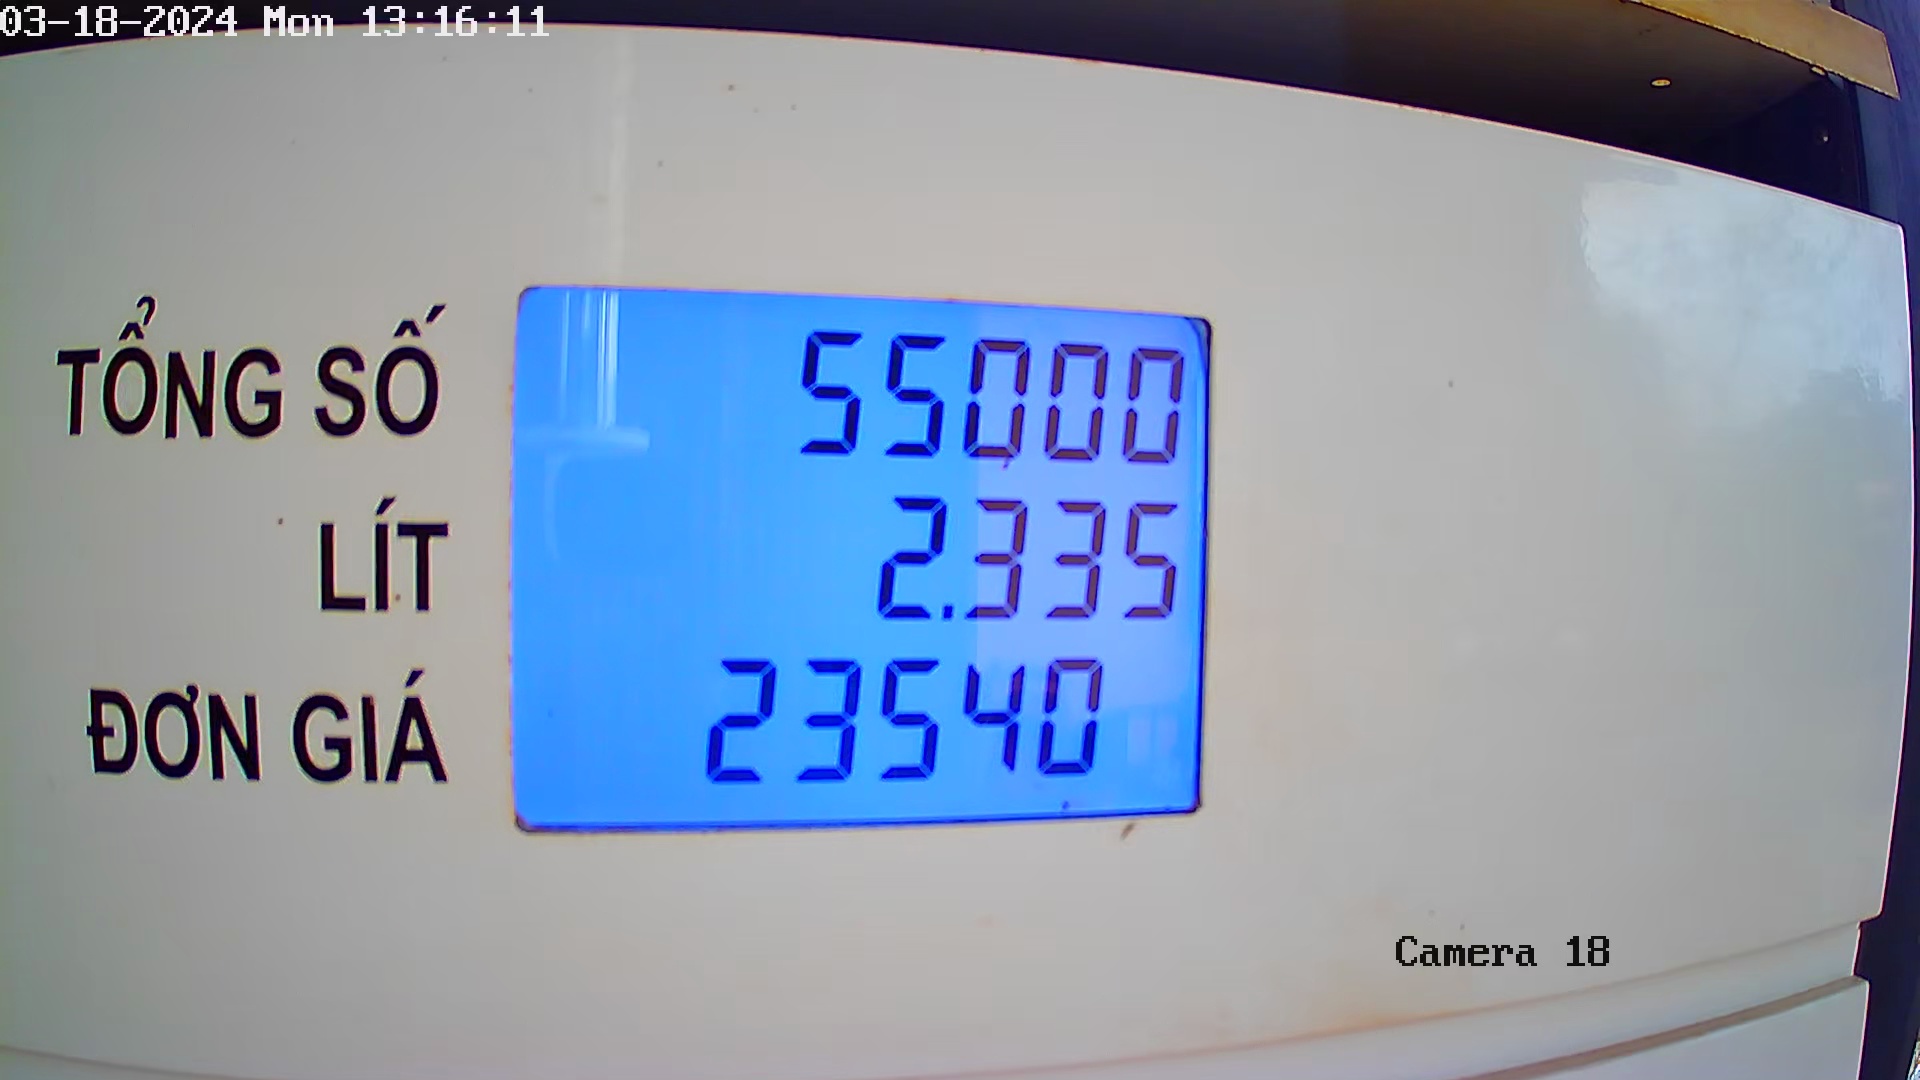 03-18-2024 Mon 13:16:11
TỔNG SỐ 55000
LÍT 2.335
ĐƠN GIÁ 23540
Camera 18